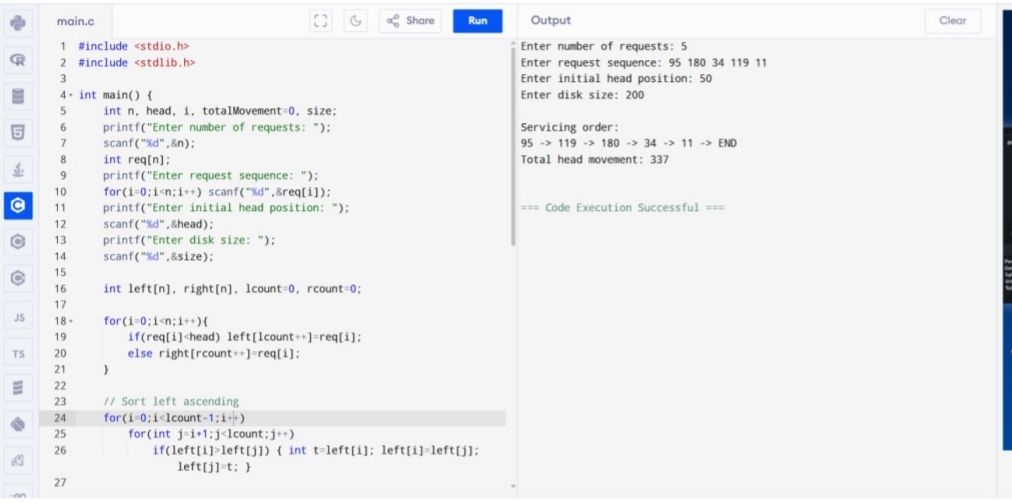 main.c
Share
Run
Output
Clear
1 #include <stdio.h>
2 #include <stdlib.h>
3
4 int main() {
5 int n, head, i, totalMovement=0, size;
6 printf("Enter number of requests: ");
7 scanf("%d",&n);
8 int req[n];
9 printf("Enter request sequence: ");
10 for(i=0;i<n;i++) scanf("%d",&req[i]);
11 printf("Enter initial head position: ");
12 scanf("%d",&head);
13 printf("Enter disk size: ");
14 scanf("%d",&size);
15
16 int left[n], right[n], lcount=0, rcount=0;
17
18 for(i=0;i<n;i++){
19 if(req[i]<head) left[lcount++]=req[i];
20 else right[rcount++]=req[i];
21 }
22
23 // Sort left ascending
24 for(i=0;i<lcount-1;i++)
25 for(int j=i+1;j<lcount;j++)
26 if(left[i]>left[j]) { int t=left[i]; left[i]=left[j];
left[j]=t; }
27
Enter number of requests: 5
Enter request sequence: 95 180 34 119 11
Enter initial head position: 50
Enter disk size: 200
Servicing order:
95 -> 119 -> 180 -> 34 -> 11 -> END
Total head movement: 337
=== Code Execution Successful ===
JS
TS